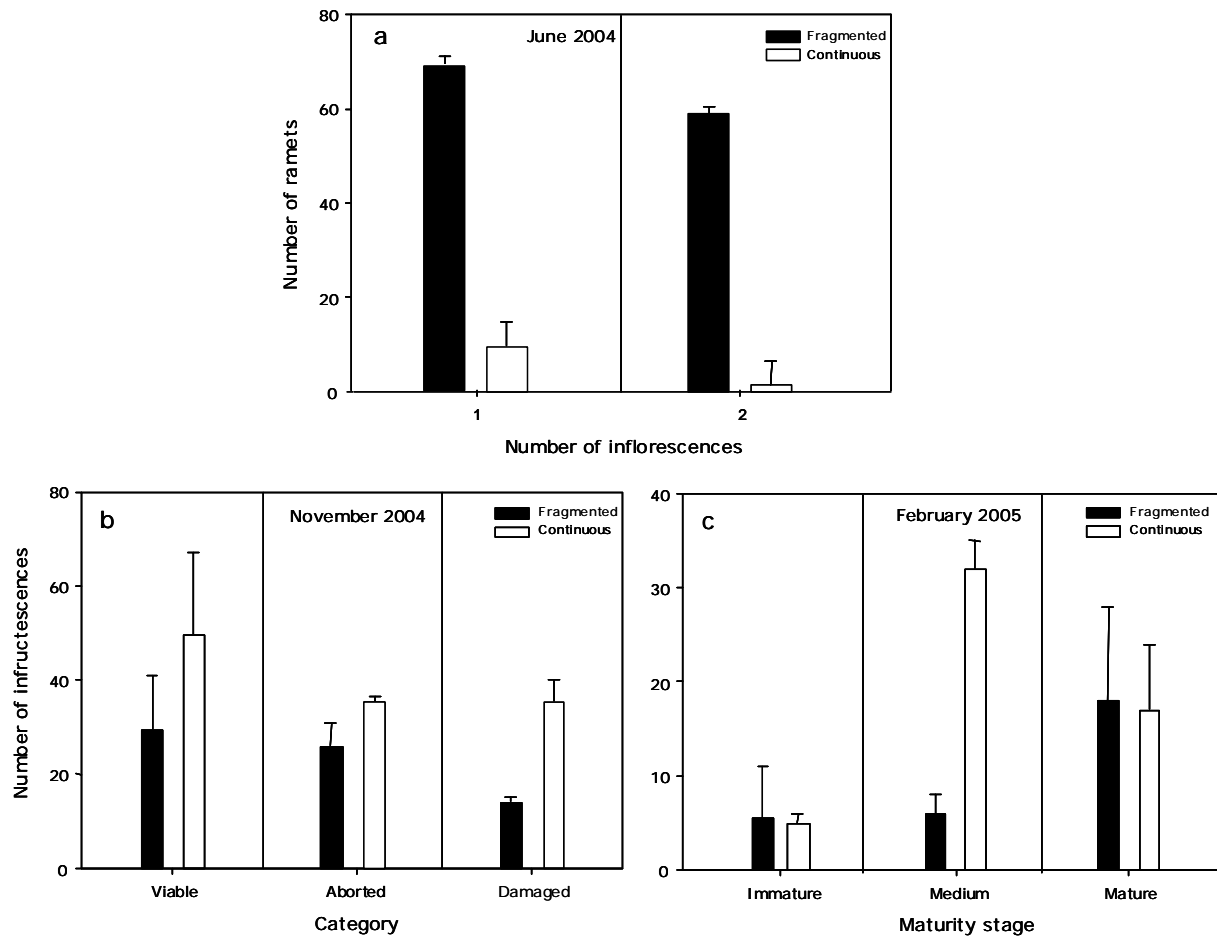 80
60
40
20
0
Number of ramets
a
June 2004
Fragmented
Continuous
1
2
Number of inflorescences
80
60
40
20
0
Number of infructescences
b
November 2004
Fragmented
Continuous
Viable
Aborted
Damaged
Category
40
30
20
10
0
c
February 2005
Fragmented
Continuous
Immature
Medium
Mature
Maturity stage